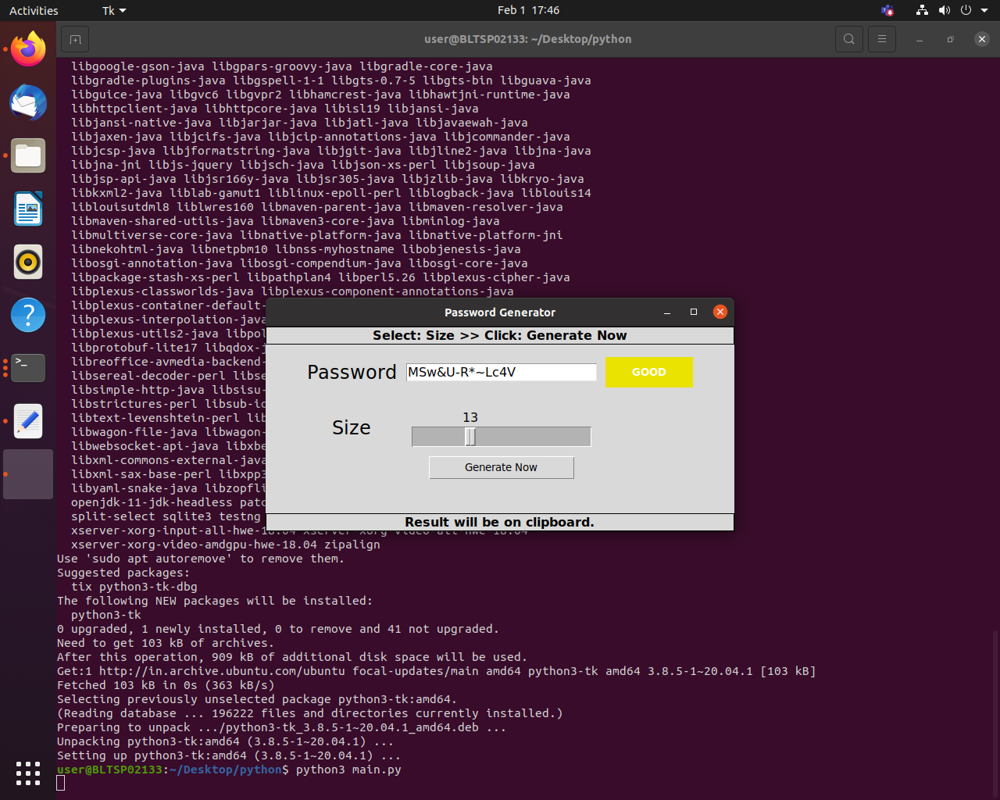 Activities
Tk
Feb 1 17:46
user@BLTSP02133: ~/Desktop/python
libgoogle-gson-java libgpars-groovy-java libgradle-core-java
libgradle-plugins-java libgspell-1-1 libgts-0.7-5 libgts-bin libguava-java
libguice-java libgvc6 libgvpr2 libhamcrest-java libhawtjni-runtime-java
libhttpclient-java libhttpcore-java libisl19 libjansi-java
libjansi-native-java libjarjar-java libjatl-java libjavaewah-java
libjaxen-java libjcifs-java libjcip-annotations-java libjcommander-java
libjcsp-java libjformatstring-java libjgit-java libjline2-java libjna-java
libjna-jni libjs-jquery libjsch-java libjson-xs-perl libjsoup-java
libjsp-api-java libjsr166y-java libjsr305-java libjzlib-java libkryo-java
libkxml2-java liblab-gamut1 liblinux-epoll-perl liblogback-java liblouis14
liblouisutdml8 liblwres160 libmaven-parent-java libmaven-resolver-java
libmaven-shared-utils-java libmaven3-core-java libminlog-java
libmultiverse-core-java libnative-platform-java libnative-platform-jni
libnekohtml-java libnetpbm10 libnss-myhostname libobjenesis-java
libosgi-annotation-java libosgi-compendium-java libosgi-core-java
libpackage-stash-xs-perl libpathplan4 libperl5.26 libplexus-cipher-java
libplexus-classworlds-java libplexus-component-annotations-java
libplexus-container-default-
libplexus-interpolation-java
libplexus-utils2-java libpol
libprotobuf-lite17 libqdox-j
libreoffice-avmedia-backend-
libsereal-decoder-perl libse
libsimple-http-java libsisu-
libstrictures-perl libsub-id
libtext-levenshtein-perl lib
libwagon-file-java libwagon-
libwebsocket-api-java libxbe
libxml-commons-external-java
libxml-sax-base-perl libxpp3
libyaml-snake-java libzopfli
openjdk-11-jdk-headless patc
split-select sqlite3 testng
xserver-xorg-input-all-hwe-18.04 xserver-xorg-video-all-hwe-18.04
xserver-xorg-video-amdgpu-hwe-18.04 zipalign
Use 'sudo apt autoremove' to remove them.
Suggested packages:
tix python3-tk-dbg
The following NEW packages will be installed:
python3-tk
0 upgraded, 1 newly installed, 0 to remove and 41 not upgraded.
Need to get 103 kB of archives.
After this operation, 909 kB of additional disk space will be used.
Get:1 http://in.archive.ubuntu.com/ubuntu focal-updates/main amd64 python3-tk amd64 3.8.5-1~20.04.1 [103 kB]
Fetched 103 kB in 0s (363 kB/s)
Selecting previously unselected package python3-tk:amd64.
(Reading database ... 196222 files and directories currently installed.)
Preparing to unpack .../python3-tk_3.8.5-1~20.04.1_amd64.deb ...
Unpacking python3-tk:amd64 (3.8.5-1~20.04.1) ...
Setting up python3-tk:amd64 (3.8.5-1~20.04.1) ...
user@BLTSP02133:~/Desktop/python$ python3 main.py
Password Generator
Select: Size >> Click: Generate Now
Password MSw&U-R*~Lc4V GOOD
13
Size
Generate Now
Result will be on clipboard.